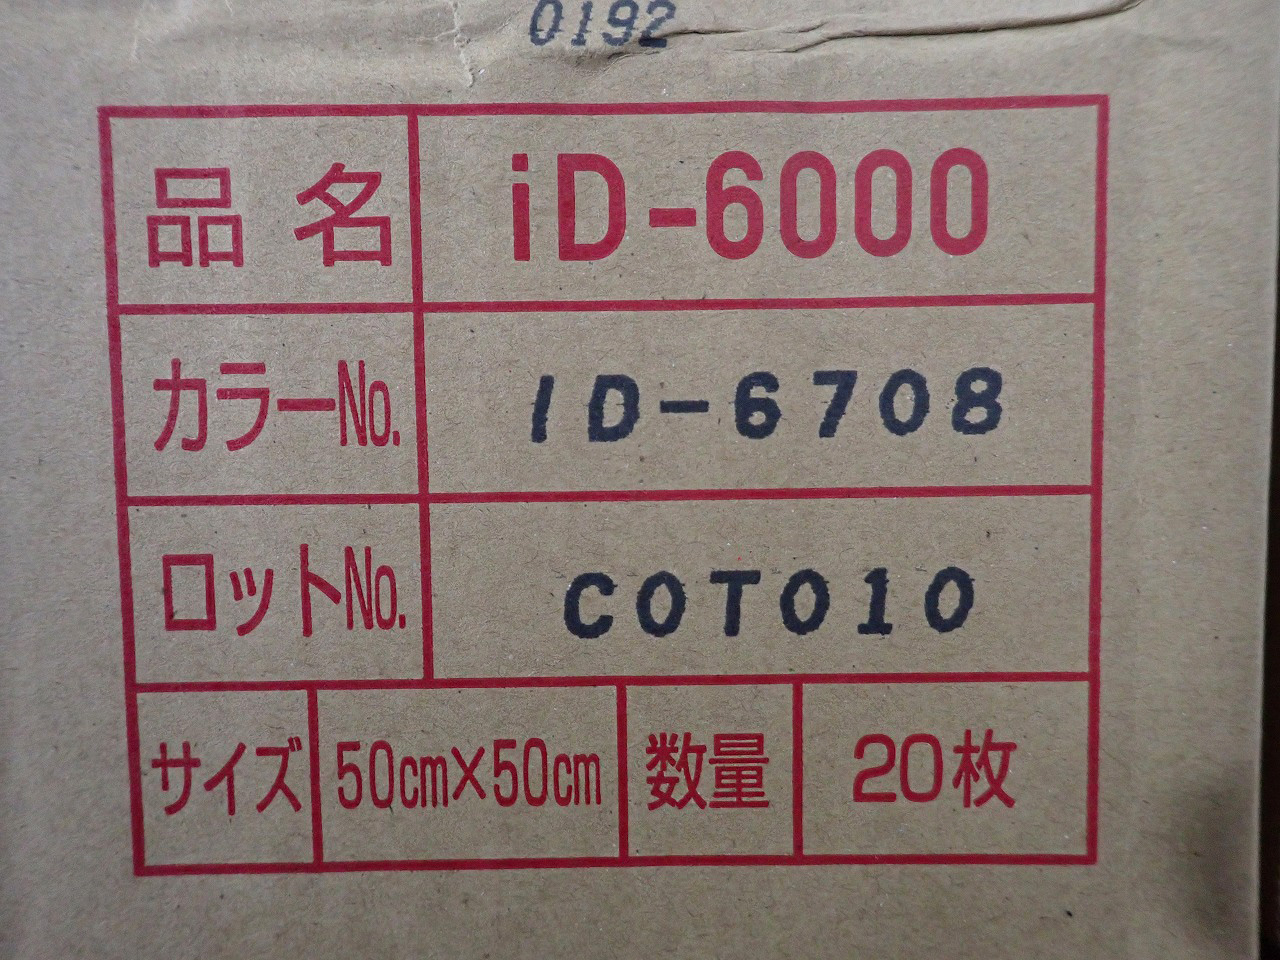 0192
品名 iD-6000
カラーNo. ID-6708
ロットNo. COT010
サイズ 50cm×50cm 数量 20枚